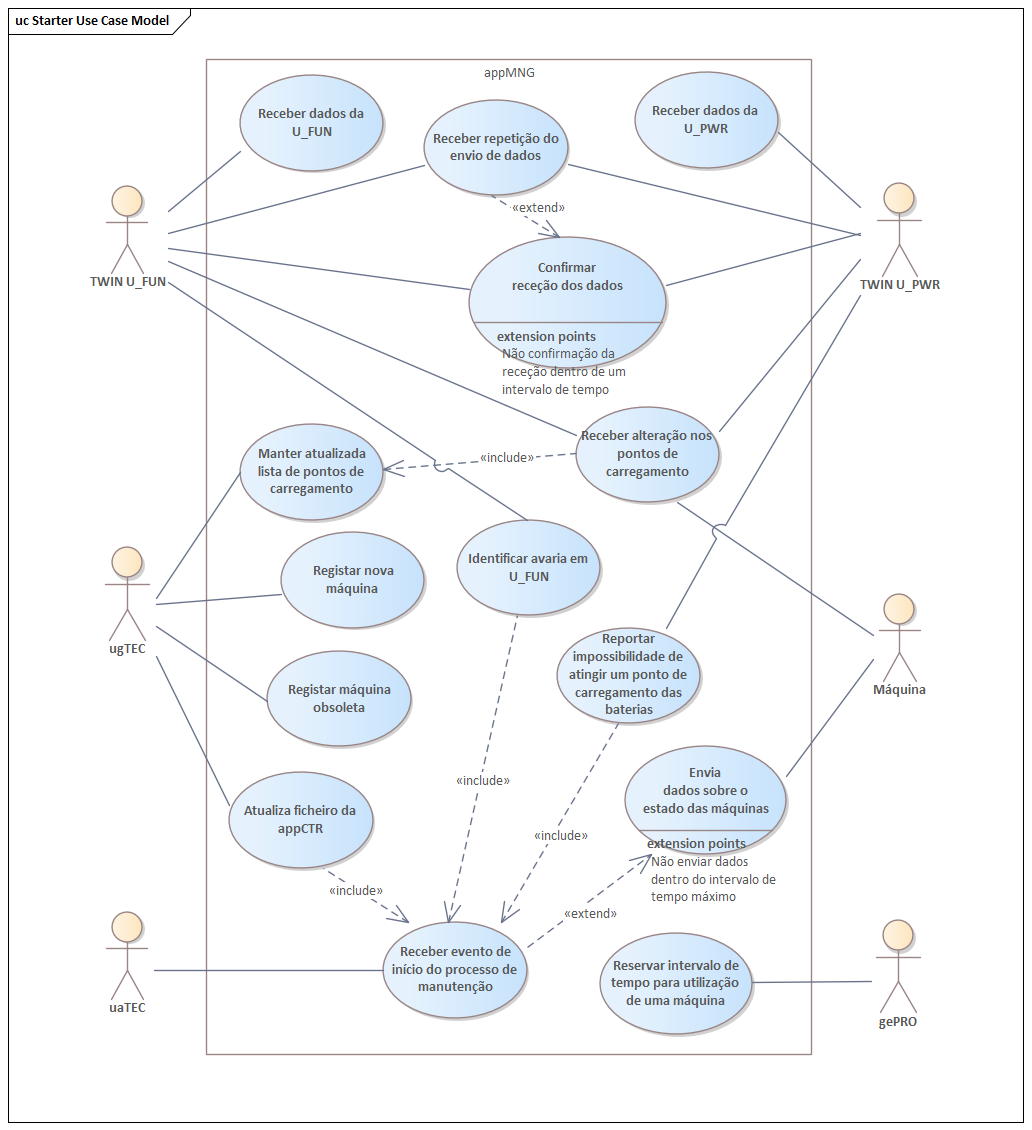 uc Starter Use Case Model
appMNG
Receber dados da
U_FUN
Receber repetição do
envio de dados
Receber dados da
U_PWR
«extend»
TWIN U_FUN
TWIN U_PWR
Confirmar
receção dos dados
extension points
Não confirmação da
receção dentro de um
intervalo de tempo
Receber alteração nos
pontos de
carregamento
Manter atualizada
lista de pontos de
carregamento
«include»
Identificar avaria em
U_FUN
Registar nova
máquina
ugTEC
Reportar
impossibilidade de
atingir um ponto de
carregamento das
baterias
Máquina
Registar máquina
obsoleta
«include»
Envia
dados sobre o
estado das máquinas
extension points
Não enviar dados
dentro do intervalo de
tempo máximo
Atualiza ficheiro da
appCTR
«include»
«include»
«extend»
Receber evento de
início do processo de
manutenção
Reservar intervalo de
tempo para utilização
de uma máquina
uaTEC
gePRO